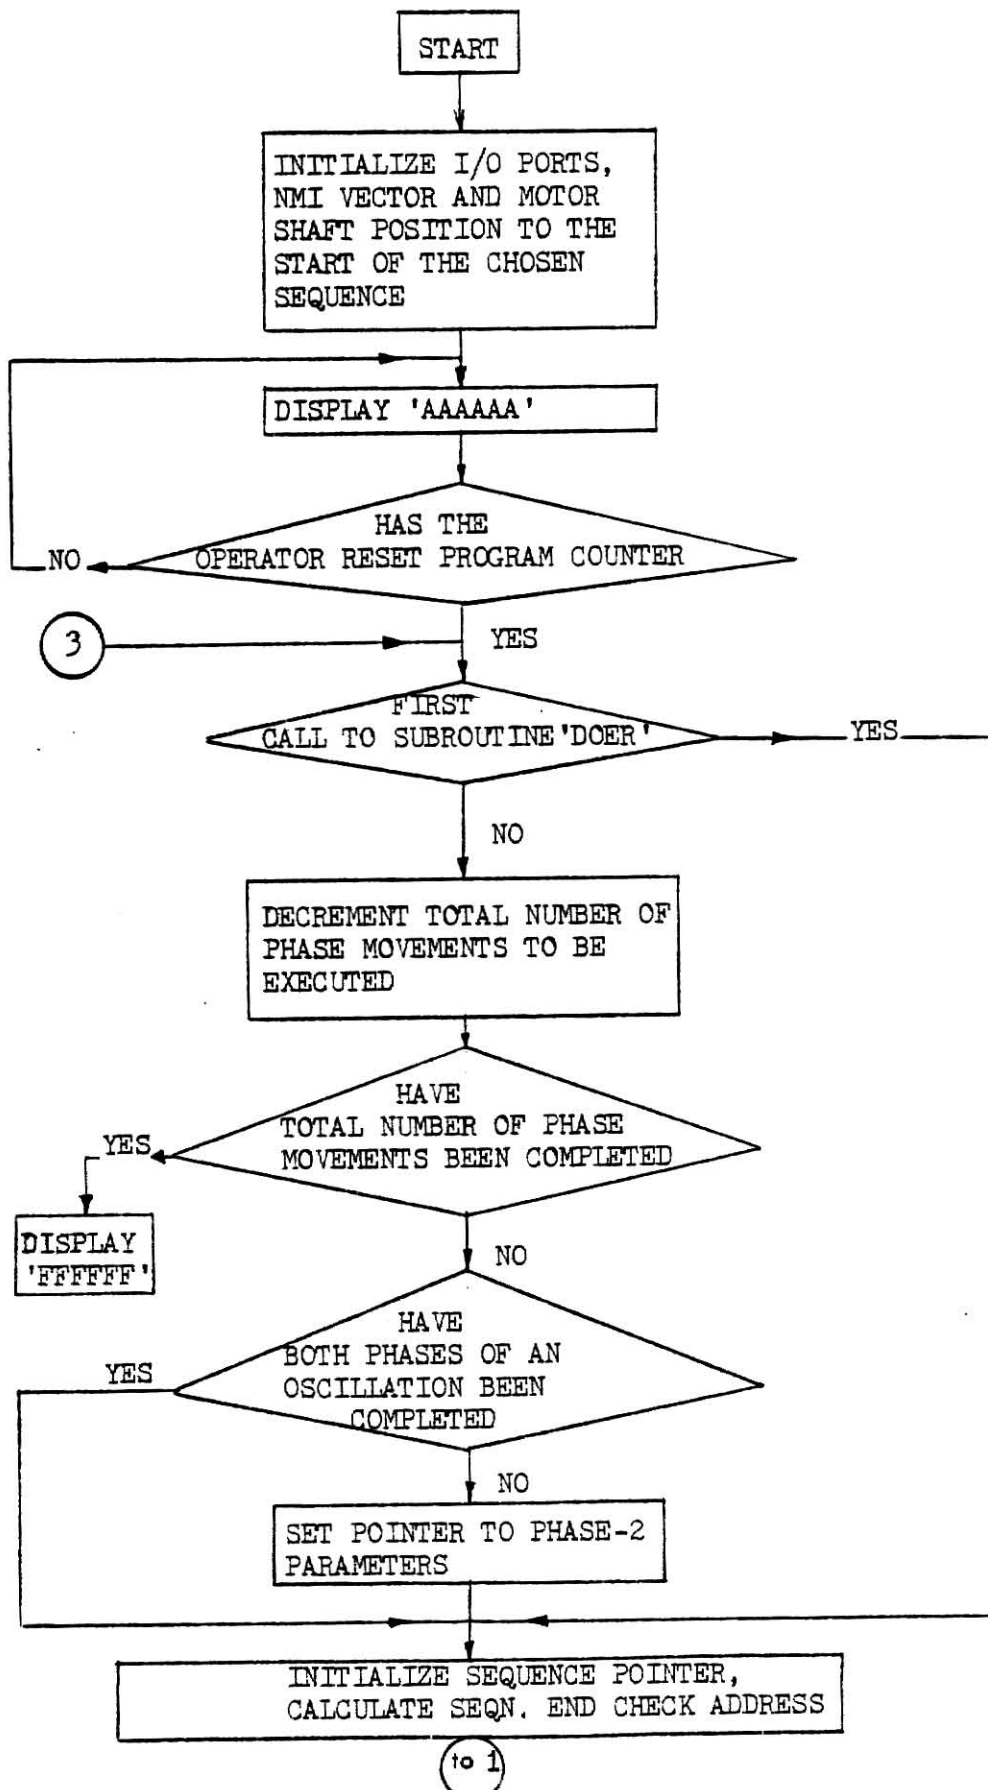 START
INITIALIZE I/O PORTS,
NMI VECTOR AND MOTOR
SHAFT POSITION TO THE
START OF THE CHOSEN
SEQUENCE
DISPLAY 'AAAAAA'
HAS THE
OPERATOR RESET PROGRAM COUNTER
NO
3
YES
FIRST
CALL TO SUBROUTINE 'DOER'
YES
NO
DECREMENT TOTAL NUMBER OF
PHASE MOVEMENTS TO BE
EXECUTED
HAVE
TOTAL NUMBER OF PHASE
MOVEMENTS BEEN COMPLETED
YES
DISPLAY
'FFFFFF'
NO
HAVE
BOTH PHASES OF AN
OSCILLATION BEEN
COMPLETED
YES
NO
SET POINTER TO PHASE-2
PARAMETERS
INITIALIZE SEQUENCE POINTER,
CALCULATE SEQN. END CHECK ADDRESS
to 1